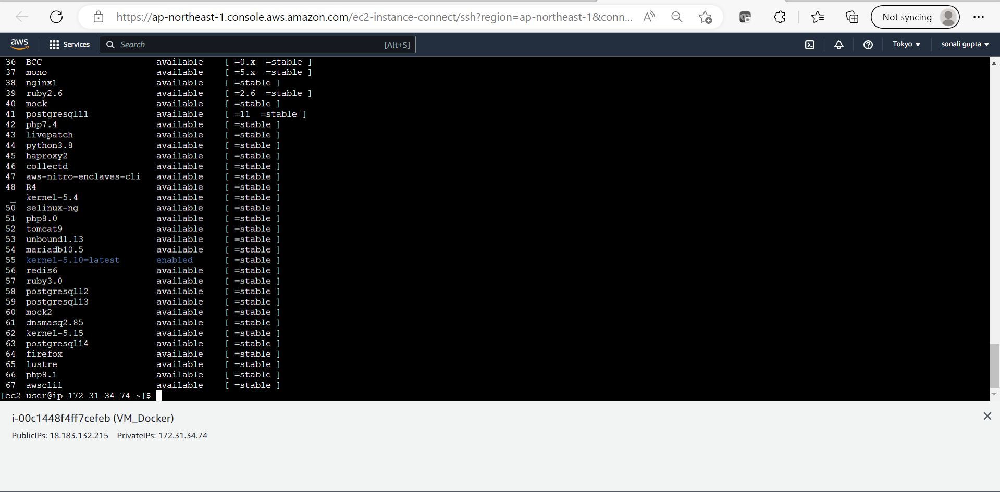 https://ap-northeast-1.console.aws.amazon.com/ec2-instance-connect/ssh?region=ap-northeast-1&conn... Not syncing
aws Services Search [Alt+S] Tokyo sonali gupta
36 BCC available [ =0.x =stable ]
37 mono available [ =5.x =stable ]
38 nginx1 available [ =stable ]
39 ruby2.6 available [ =2.6 =stable ]
40 mock available [ =stable ]
41 postgresql11 available [ =11 =stable ]
42 php7.4 available [ =stable ]
43 livepatch available [ =stable ]
44 python3.8 available [ =stable ]
45 haproxy2 available [ =stable ]
46 collectd available [ =stable ]
47 aws-nitro-enclaves-cli available [ =stable ]
48 R4 available [ =stable ]
_ kernel-5.4 available [ =stable ]
50 selinux-ng available [ =stable ]
51 php8.0 available [ =stable ]
52 tomcat9 available [ =stable ]
53 unbound1.13 available [ =stable ]
54 mariadb10.5 available [ =stable ]
55 kernel-5.10=latest enabled [ =stable ]
56 redis6 available [ =stable ]
57 ruby3.0 available [ =stable ]
58 postgresql12 available [ =stable ]
59 postgresql13 available [ =stable ]
60 mock2 available [ =stable ]
61 dnsmasq2.85 available [ =stable ]
62 kernel-5.15 available [ =stable ]
63 postgresql14 available [ =stable ]
64 firefox available [ =stable ]
65 lustre available [ =stable ]
66 php8.1 available [ =stable ]
67 awscli1 available [ =stable ]
[ec2-user@ip-172-31-34-74 ~]$
i-00c1448f4ff7cefeb (VM_Docker)
PublicIPs: 18.183.132.215 PrivateIPs: 172.31.34.74